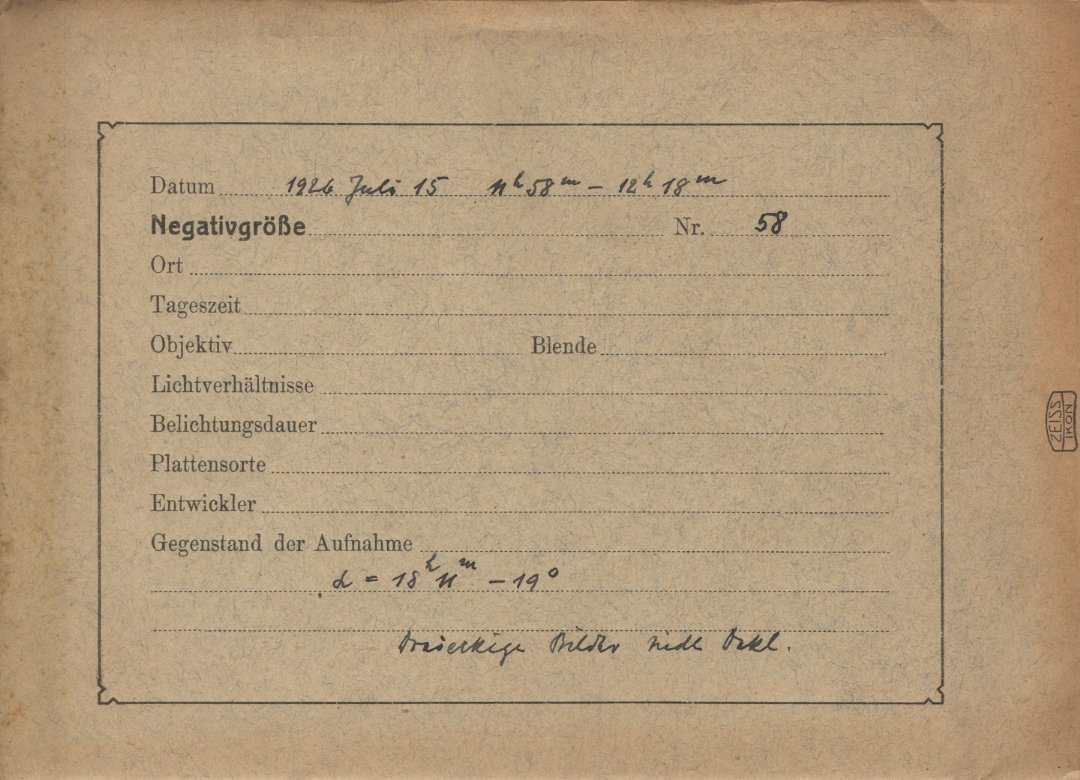 Datum 1926 Juli 15 11h 58m – 12h 18m
Negativgröße Nr. 58
Ort
Tageszeit
Objektiv Blende
Lichtverhältnisse
Belichtungsdauer
Plattensorte
Entwickler
Gegenstand der Aufnahme
α = 18h 11m – 19°
Dreieckige Bilder Dekl.
ZEISS
IKON